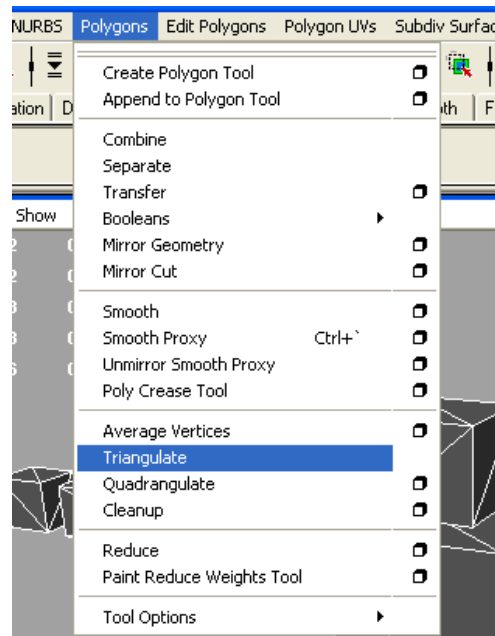 NURBS Polygons Edit Polygons Polygon UVs Subdiv Surfac
ation D th F
Create Polygon Tool
Append to Polygon Tool
Combine
Separate
Transfer
Show
Booleans
Mirror Geometry
Mirror Cut
Smooth
Smooth Proxy Ctrl+`
Unmirror Smooth Proxy
Poly Crease Tool
Average Vertices
Triangulate
Quadrangulate
Cleanup
Reduce
Paint Reduce Weights Tool
Tool Options